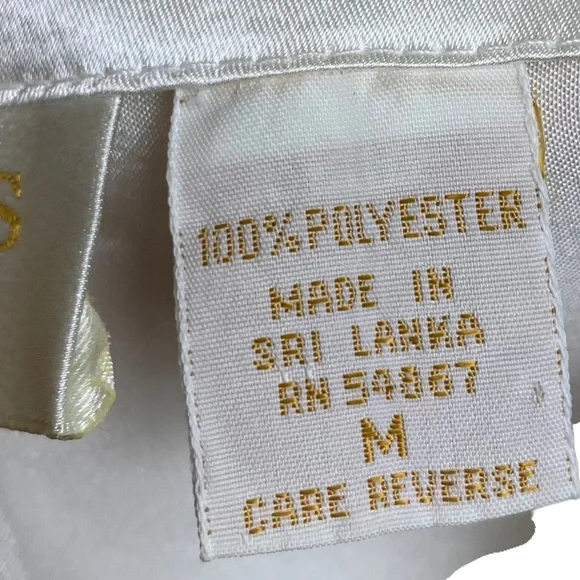 100% POLYESTER
MADE IN
SRI LANKA
RN 54867
M
CARE REVERSE
S